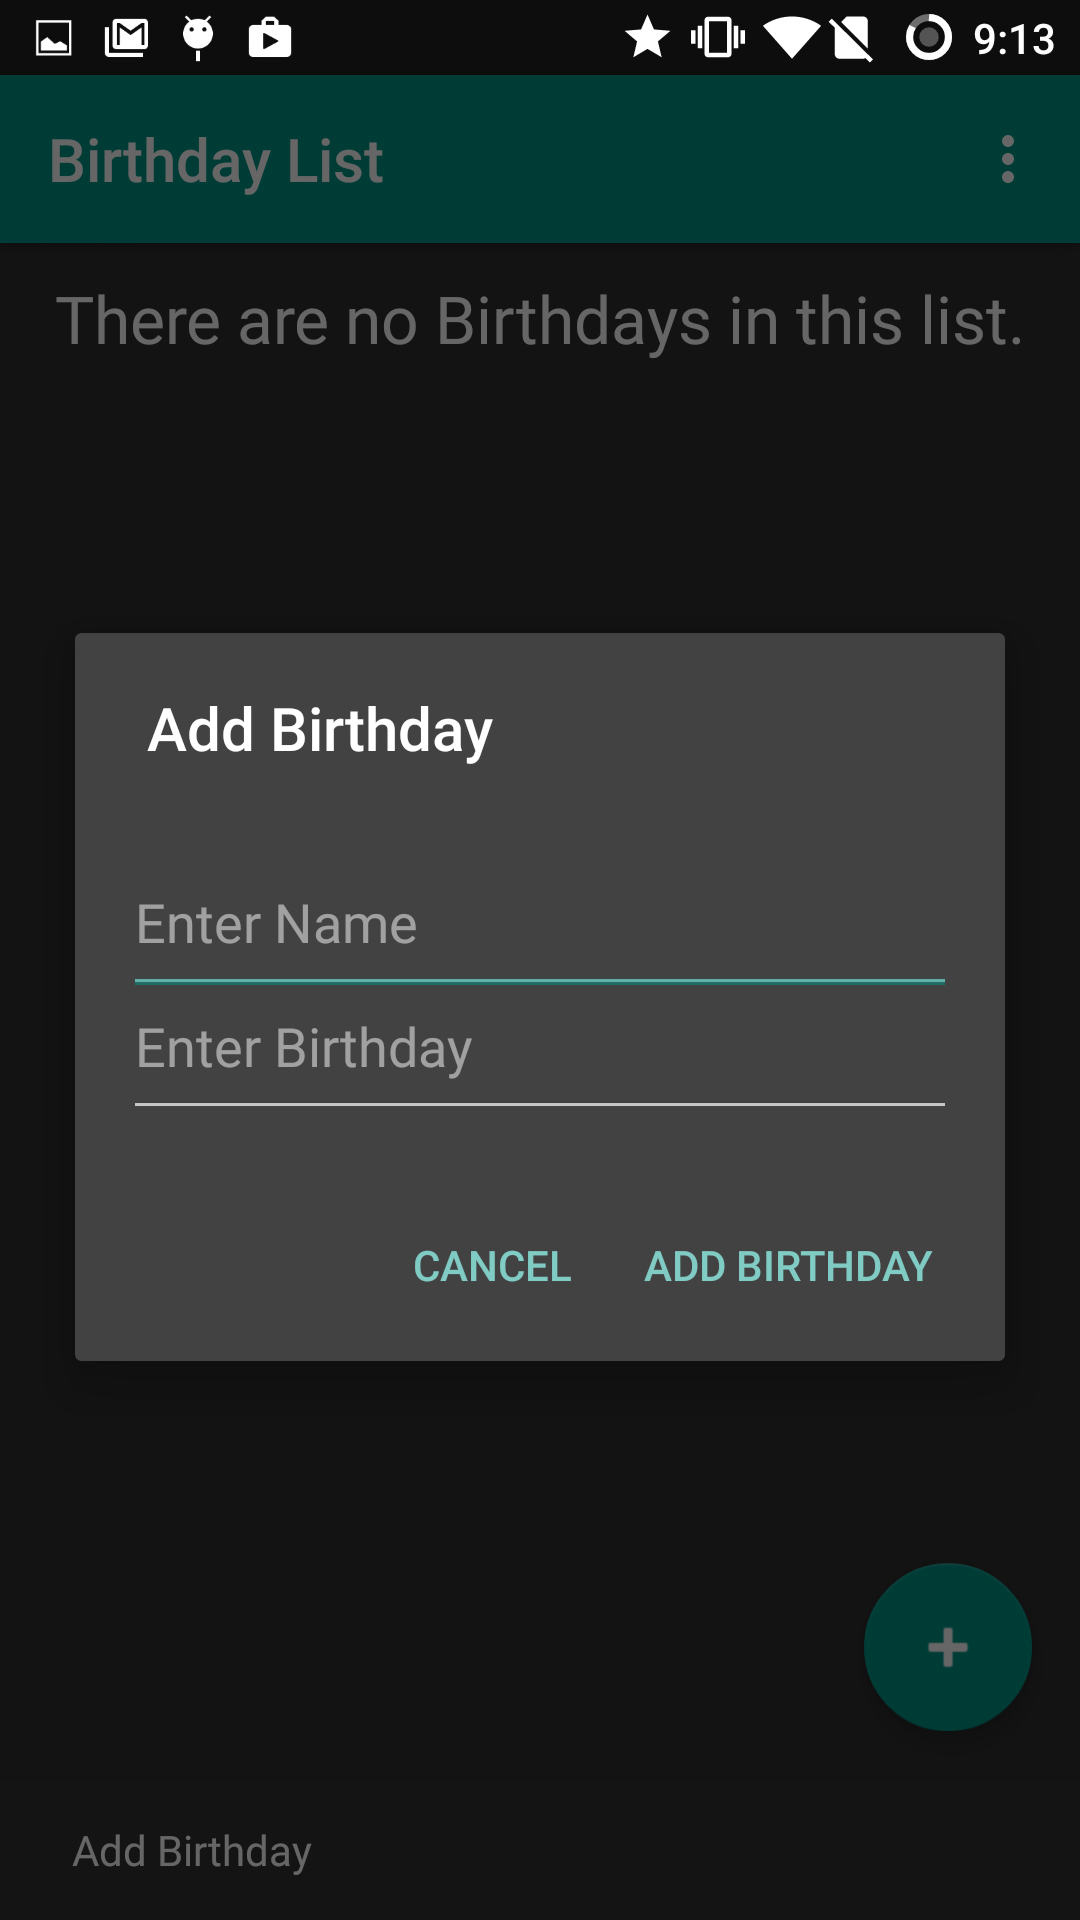 9:13
Birthday List
There are no Birthdays in this list.
Add Birthday
Enter Name
Enter Birthday
CANCEL ADD BIRTHDAY
Add Birthday